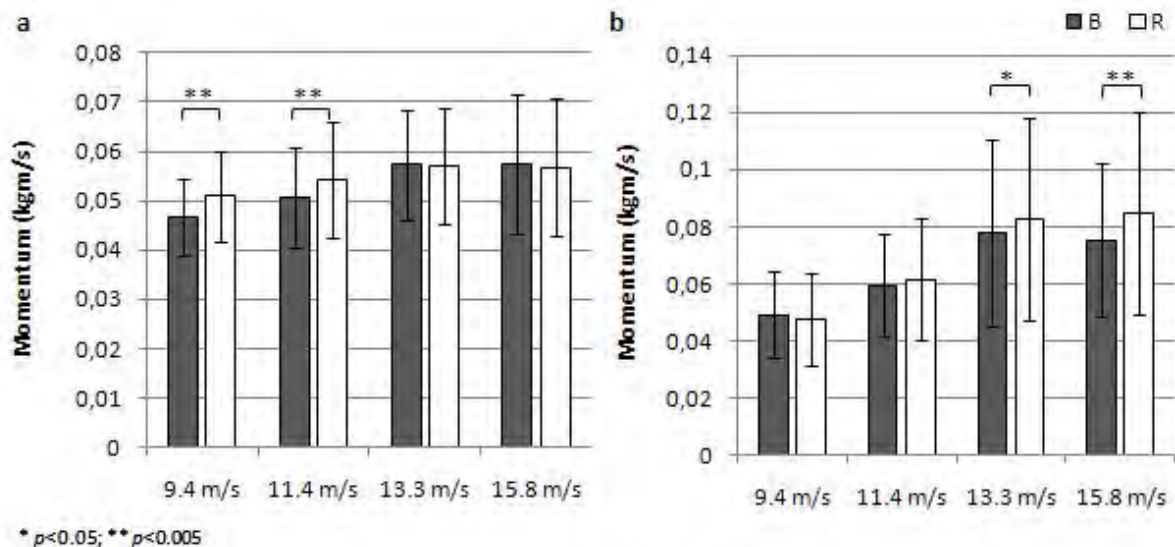 a
Momentum (kgm/s)
0,08
0,07
0,06
0,05
0,04
0,03
0,02
0,01
0
** **
9.4 m/s 11.4 m/s 13.3 m/s 15.8 m/s
* p<0.05; ** p<0.005
b
B R
Momentum (kgm/s)
0,14
0,12
0,1
0,08
0,06
0,04
0,02
0
* **
9.4 m/s 11.4 m/s 13.3 m/s 15.8 m/s